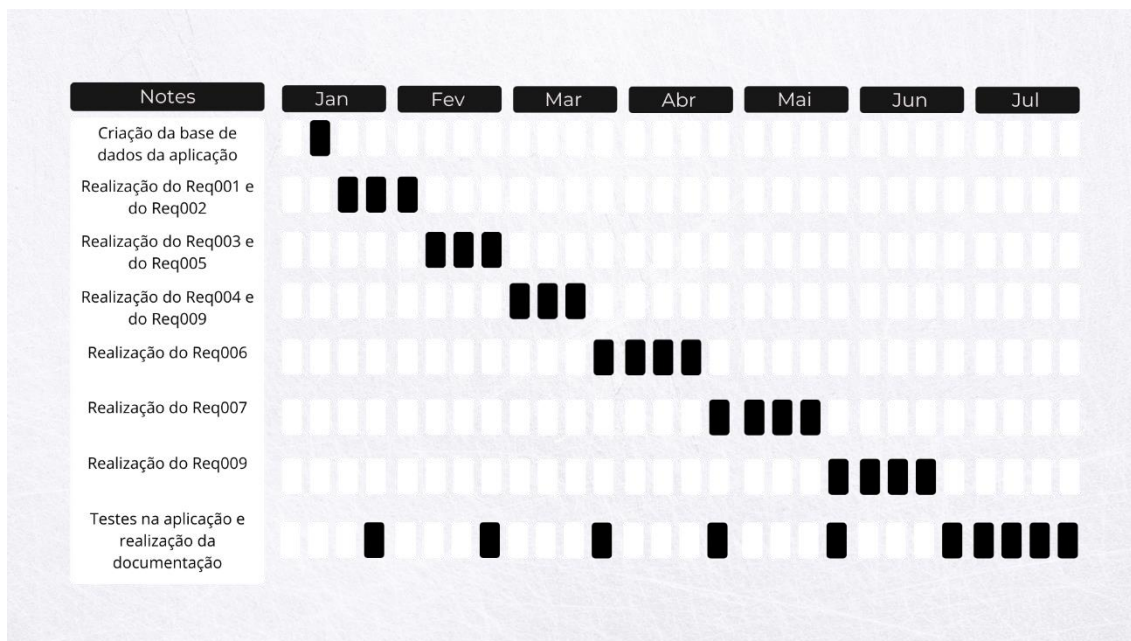 Notes
Jan
Fev
Mar
Abr
Mai
Jun
Jul
Criação da base de
dados da aplicação
Realização do Req001 e
do Req002
Realização do Req003 e
do Req005
Realização do Req004 e
do Req009
Realização do Req006
Realização do Req007
Realização do Req009
Testes na aplicação e
realização da
documentação